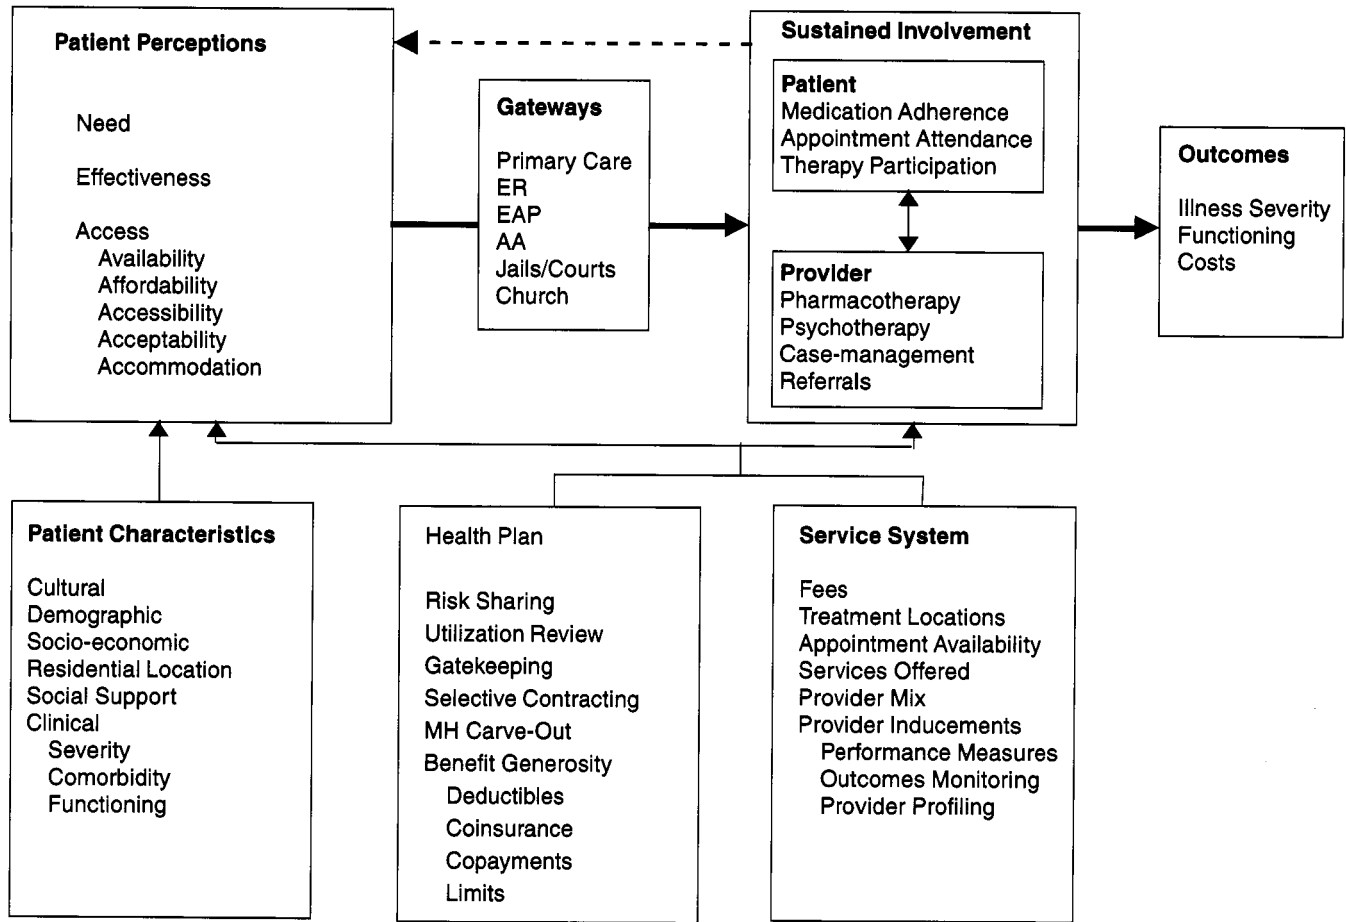 Patient Perceptions
Need
Effectiveness
Access
Availability
Affordability
Accessibility
Acceptability
Accommodation
Gateways
Primary Care
ER
EAP
AA
Jails/Courts
Church
Sustained Involvement
Patient
Medication Adherence
Appointment Attendance
Therapy Participation
Provider
Pharmacotherapy
Psychotherapy
Case-management
Referrals
Outcomes
Illness Severity
Functioning
Costs
Patient Characteristics
Cultural
Demographic
Socio-economic
Residential Location
Social Support
Clinical
Severity
Comorbidity
Functioning
Health Plan
Risk Sharing
Utilization Review
Gatekeeping
Selective Contracting
MH Carve-Out
Benefit Generosity
Deductibles
Coinsurance
Copayments
Limits
Service System
Fees
Treatment Locations
Appointment Availability
Services Offered
Provider Mix
Provider Inducements
Performance Measures
Outcomes Monitoring
Provider Profiling